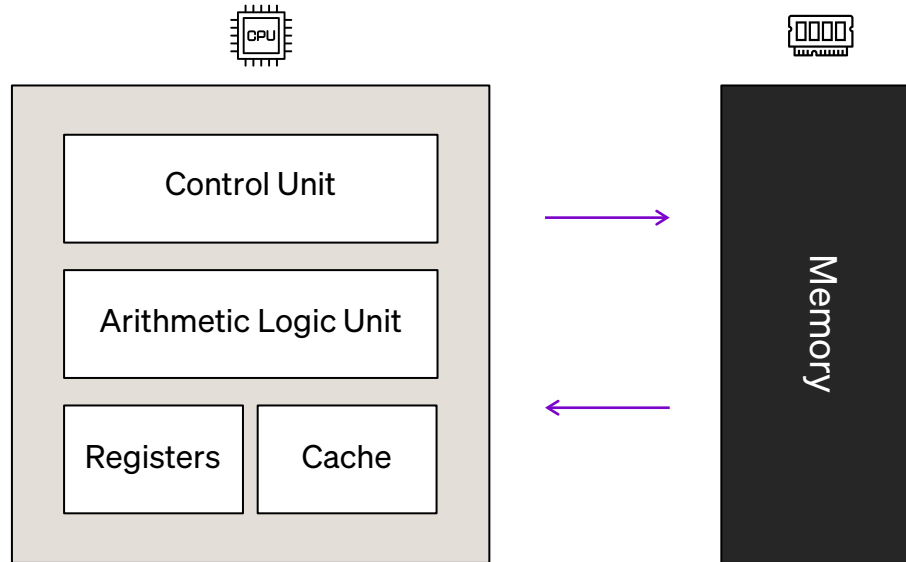 CPU
Control Unit
Arithmetic Logic Unit
Registers
Cache
Memory